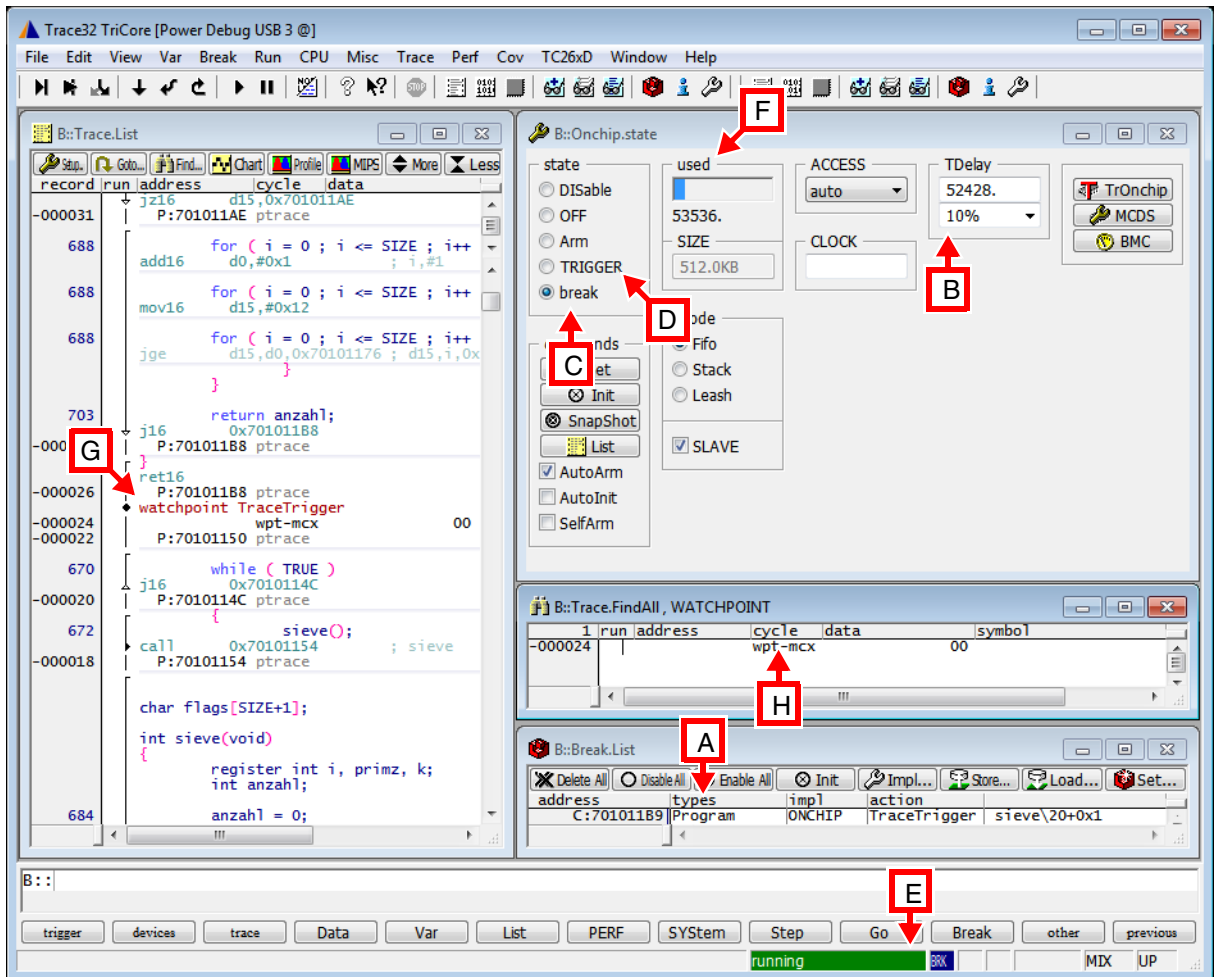 Trace32 TriCore [Power Debug USB 3 @]
File Edit View Var Break Run CPU Misc Trace Perf Cov TC26xD Window Help
B::Trace.List
Setup.. Goto... Find... Chart Profile MIPS More Less
record run address cycle data
jz16 d15,0x701011AE
-000031 P:701011AE ptrace
688 for ( i = 0 ; i <= SIZE ; i++
add16 d0,#0x1 ; i,#1
688 for ( i = 0 ; i <= SIZE ; i++
mov16 d15,#0x12
688 for ( i = 0 ; i <= SIZE ; i++
jge d15,d0,0x70101176 ; d15,i,0x
}
}
703 return anzahl;
j16 0x701011B8
-000 P:701011B8 ptrace
G
}
ret16
-000026 P:701011B8 ptrace
watchpoint TraceTrigger
-000024 wpt-mcx 00
-000022 P:70101150 ptrace
670 while ( TRUE )
j16 0x7010114C
-000020 P:7010114C ptrace
{
672 sieve();
call 0x70101154 ; sieve
-000018 P:70101154 ptrace
char flags[SIZE+1];
int sieve(void)
{
register int i, primz, k;
int anzahl;
684 anzahl = 0;
B::Onchip.state
F
state
DISable
OFF
Arm
TRIGGER
break
D
C
used
53536.
SIZE
512.0KB
ACCESS
auto
CLOCK
TDelay
52428.
10%
B
TrOnchip
MCDS
BMC
nds
et
Init
SnapShot
List
AutoArm
AutoInit
SelfArm
ode
Fifo
Stack
Leash
SLAVE
B::Trace.FindAll , WATCHPOINT
1 run address cycle data symbol
-000024 wpt-mcx 00
H
B::Break.List
A
Delete All Disable All Enable All Init Impl... Store... Load... Set...
address types impl action
C:701011B9 Program ONCHIP TraceTrigger sieve\20+0x1
B::
E
trigger devices trace Data Var List PERF SYStem Step Go Break other previous
running BRK MIX UP